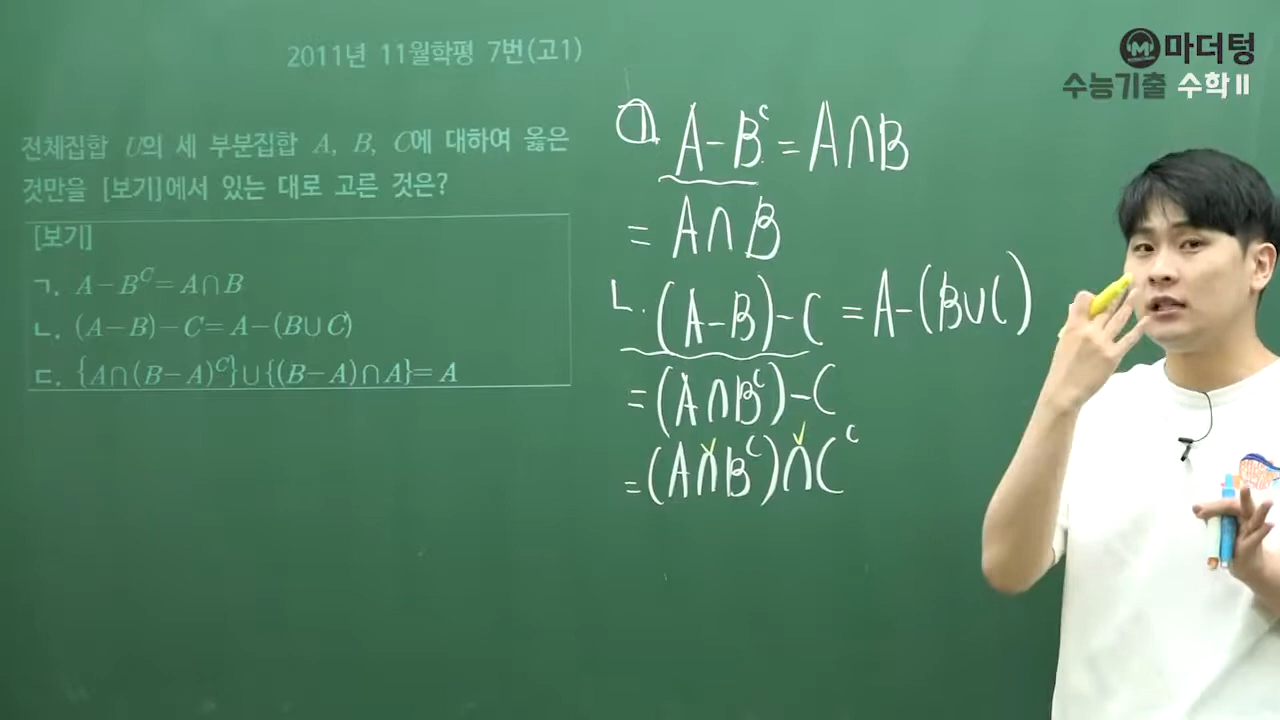 2011년 11월학평 7번(고1)
마더텅
수능기출 수학Ⅱ
전체집합 U의 세 부분집합 A, B, C에 대하여 옳은
것만을 [보기]에서 있는 대로 고른 것은?
[보기]
ㄱ. A-B^C=A∩B
ㄴ. (A-B)-C=A-(B∪C)
ㄷ. {A∩(B-A)^C}∪{(B-A)∩A}=A
ㄱ. A-B^C=A∩B
=A∩B
ㄴ. (A-B)-C=A-(B∪C)
=(A∩B^C)-C
=(A∩B^C)∩C^C